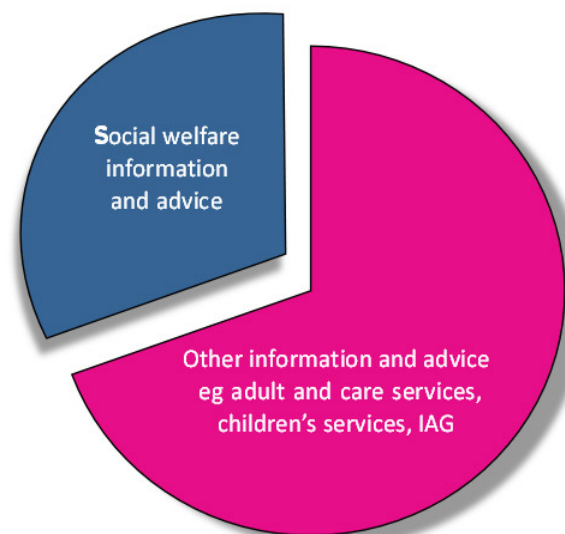 Social welfare
information
and advice
Other information and advice
eg adult and care services,
children's services, IAG